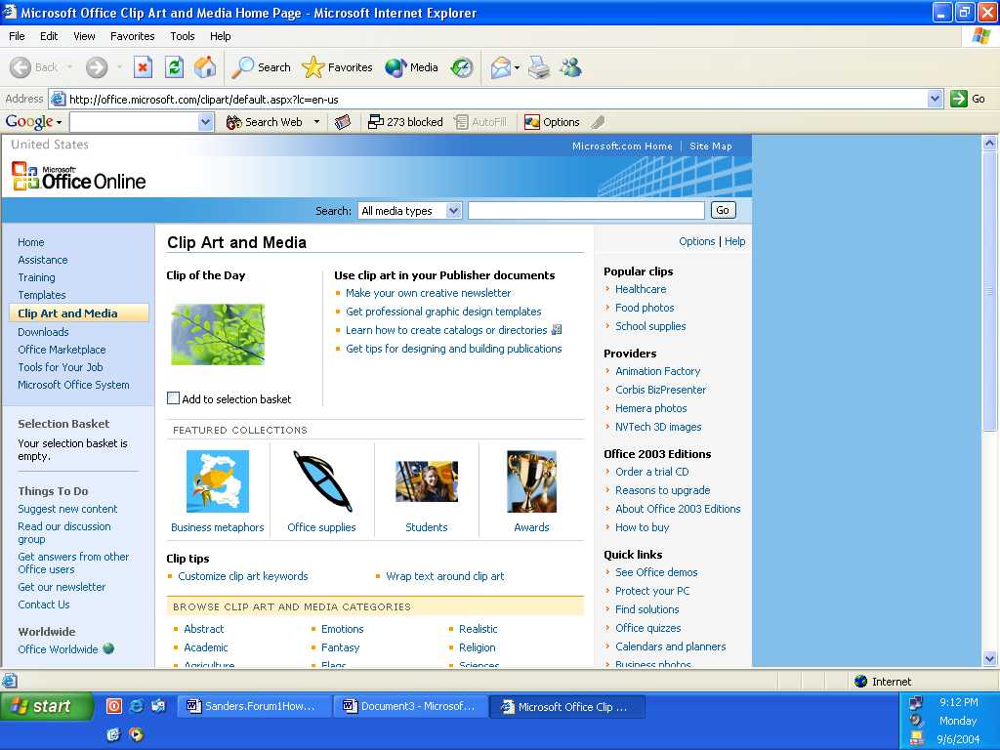 Microsoft Office Clip Art and Media Home Page - Microsoft Internet Explorer
File Edit View Favorites Tools Help
Back Search Favorites Media
Address http://office.microsoft.com/clipart/default.aspx?lc=en-us Go
Google Search Web 273 blocked AutoFill Options
United States
Microsoft.com Home | Site Map
Microsoft
Office Online
Search: All media types Go
Home
Assistance
Training
Templates
Clip Art and Media
Downloads
Office Marketplace
Tools for Your Job
Microsoft Office System
Selection Basket
Your selection basket is
empty.
Things To Do
Suggest new content
Read our discussion
group
Get answers from other
Office users
Get our newsletter
Contact Us
Worldwide
Office Worldwide
Clip Art and Media
Options | Help
Clip of the Day
Add to selection basket
Use clip art in your Publisher documents
Make your own creative newsletter
Get professional graphic design templates
Learn how to create catalogs or directories
Get tips for designing and building publications
FEATURED COLLECTIONS
Business metaphors Office supplies Students Awards
Clip tips
Customize clip art keywords Wrap text around clip art
BROWSE CLIP ART AND MEDIA CATEGORIES
Abstract Emotions Realistic
Academic Fantasy Religion
Agriculture Flags Sciences
Popular clips
Healthcare
Food photos
School supplies
Providers
Animation Factory
Corbis BizPresenter
Hemera photos
NVTech 3D images
Office 2003 Editions
Order a trial CD
Reasons to upgrade
About Office 2003 Editions
How to buy
Quick links
See Office demos
Protect your PC
Find solutions
Office quizzes
Calendars and planners
Business photos
Internet
start Sanders.Forum1How... Document3 - Microsof... Microsoft Office Clip ...
9:12 PM
Monday
9/6/2004